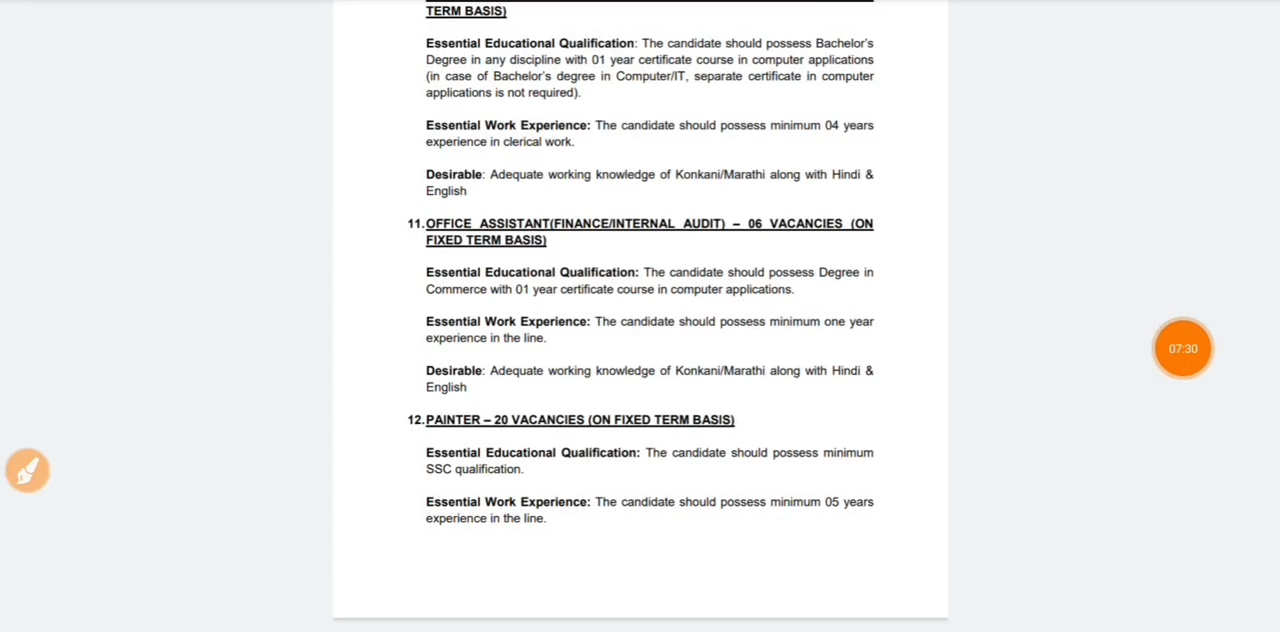 TERM BASIS)
Essential Educational Qualification: The candidate should possess Bachelor's
Degree in any discipline with 01 year certificate course in computer applications
(in case of Bachelor's degree in Computer/IT, separate certificate in computer
applications is not required).
Essential Work Experience: The candidate should possess minimum 04 years
experience in clerical work.
Desirable: Adequate working knowledge of Konkani/Marathi along with Hindi &
English
11. OFFICE ASSISTANT(FINANCE/INTERNAL AUDIT) – 06 VACANCIES (ON
FIXED TERM BASIS)
Essential Educational Qualification: The candidate should possess Degree in
Commerce with 01 year certificate course in computer applications.
Essential Work Experience: The candidate should possess minimum one year
experience in the line.
07:30
Desirable: Adequate working knowledge of Konkani/Marathi along with Hindi &
English
12. PAINTER – 20 VACANCIES (ON FIXED TERM BASIS)
Essential Educational Qualification: The candidate should possess minimum
SSC qualification.
Essential Work Experience: The candidate should possess minimum 05 years
experience in the line.